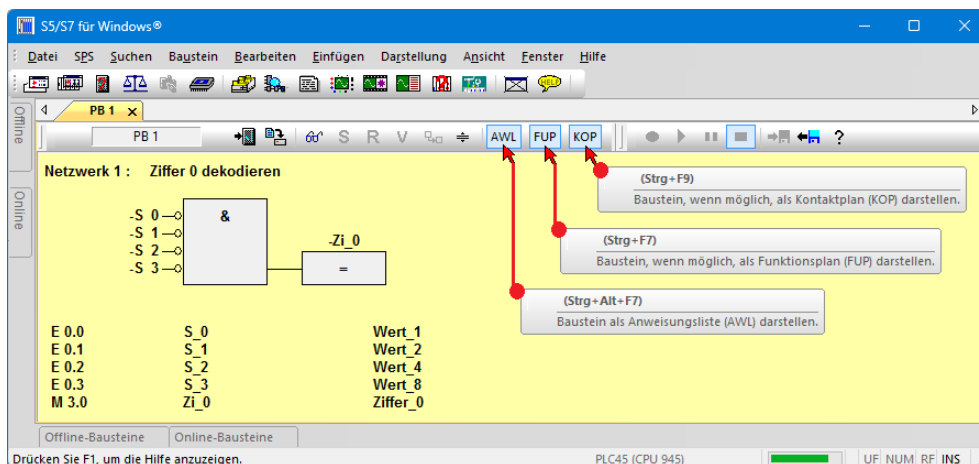 S5/S7 für Windows®
Datei SPS Suchen Baustein Bearbeiten Einfügen Darstellung Ansicht Fenster Hilfe
HELP
Offline
Online
PB 1 x
PB 1 S R V AWL FUP KOP ?
Netzwerk 1 : Ziffer 0 dekodieren
(Strg+F9)
Baustein, wenn möglich, als Kontaktplan (KOP) darstellen.
-S 0 &
-S 1
-S 2 -Zi_0
-S 3 =
(Strg+F7)
Baustein, wenn möglich, als Funktionsplan (FUP) darstellen.
(Strg+Alt+F7)
Baustein als Anweisungsliste (AWL) darstellen.
E 0.0 S_0 Wert_1
E 0.1 S_1 Wert_2
E 0.2 S_2 Wert_4
E 0.3 S_3 Wert_8
M 3.0 Zi_0 Ziffer_0
Offline-Bausteine Online-Bausteine
Drücken Sie F1, um die Hilfe anzuzeigen. PLC45 (CPU 945) UF NUM RF INS